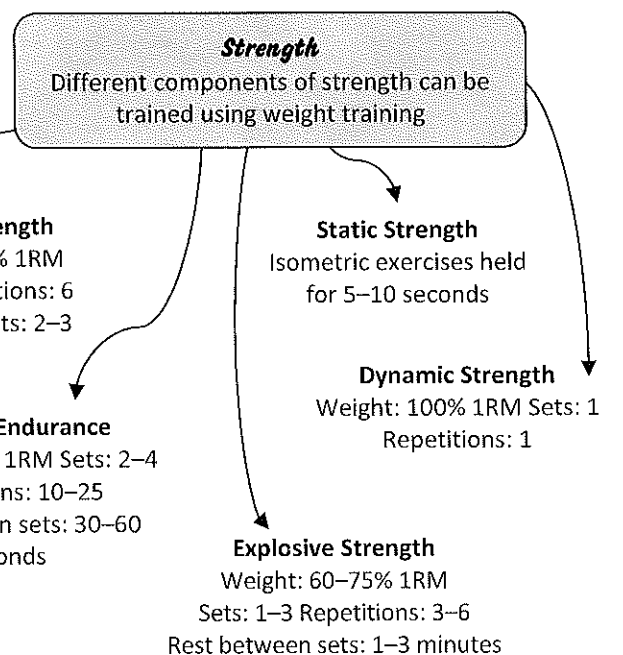 Strength
Different components of strength can be
trained using weight training
ength
% 1RM
tions: 6
ts: 2–3
Static Strength
Isometric exercises held
for 5–10 seconds
Dynamic Strength
Weight: 100% 1RM Sets: 1
Repetitions: 1
Endurance
1RM Sets: 2–4
ns: 10–25
n sets: 30–60
onds
Explosive Strength
Weight: 60–75% 1RM
Sets: 1–3 Repetitions: 3–6
Rest between sets: 1–3 minutes